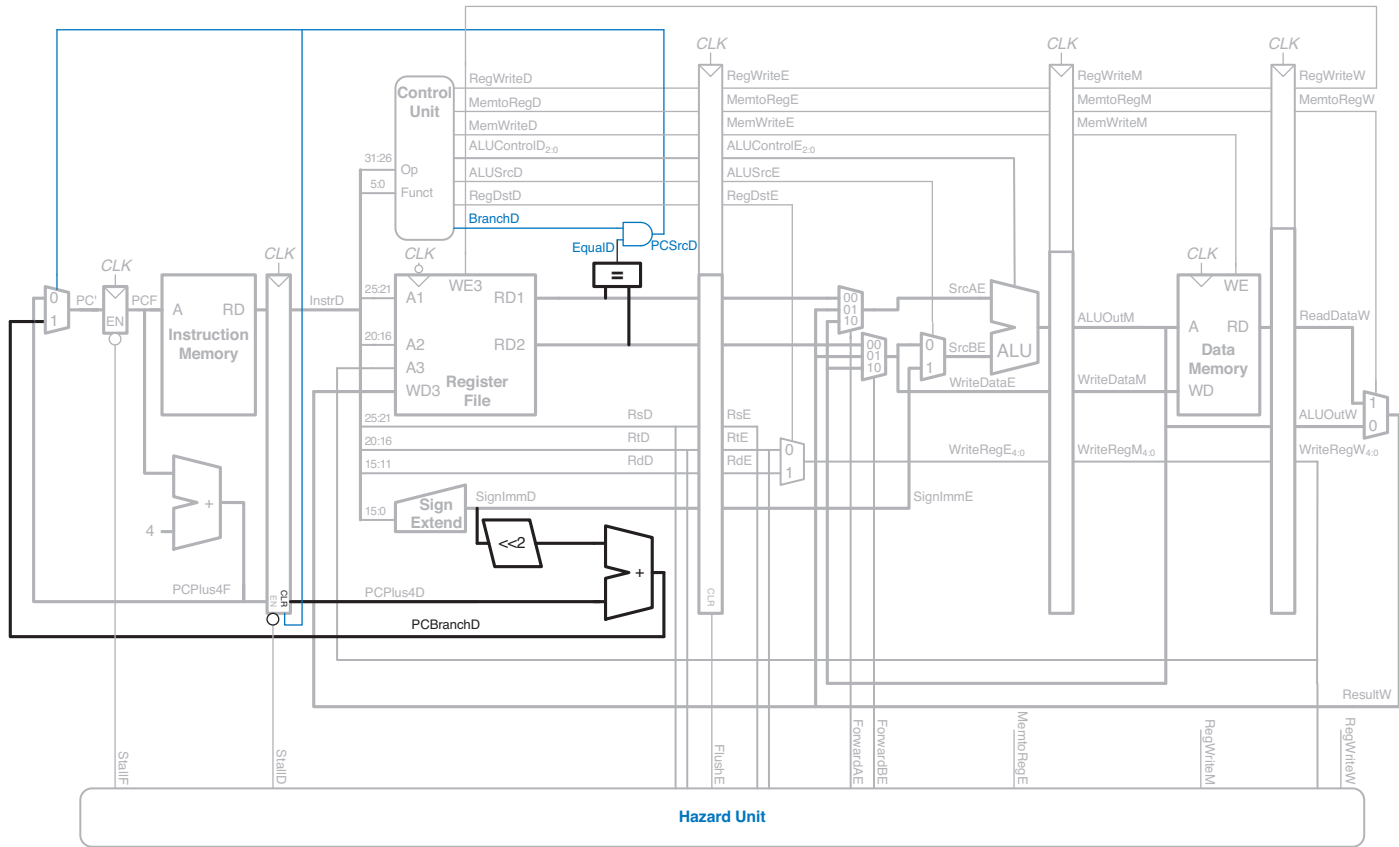 CLK CLK CLK
RegWriteD RegWriteE RegWriteM RegWriteW
Control Unit
MemtoRegD MemtoRegE MemtoRegM MemtoRegW
MemWriteD MemWriteE MemWriteM
ALUControlD2:0 ALUControlE2:0
31:26 Op
ALUSrcD ALUSrcE
5:0 Funct
RegDstD RegDstE
BranchD
EqualD PCSrcD
CLK CLK CLK CLK
=
0 PC' PCF A RD InstrD 25:21 A1 WE3 RD1 00 SrcAE WE
1 EN 01
10
Instruction Memory
20:16 A2 RD2 00 0 SrcBE ALU ALUOutM A RD ReadDataW
01
10 1
A3
Data Memory
WD3 Register File WriteDataE WriteDataM WD 1
0
25:21 RsD RsE ALUOutW
20:16 RtD RtE 0
15:11 RdD RdE 1 WriteRegE4:0 WriteRegM4:0 WriteRegW4:0
SignImmD SignImmE
15:0 Sign Extend
+
4
<<2
+
PCPlus4F EN CLR PCPlus4D CLR
PCBranchD
ResultW
StallF StallD FlushE ForwardAE ForwardBE MemtoRegE RegWriteM RegWriteW
Hazard Unit